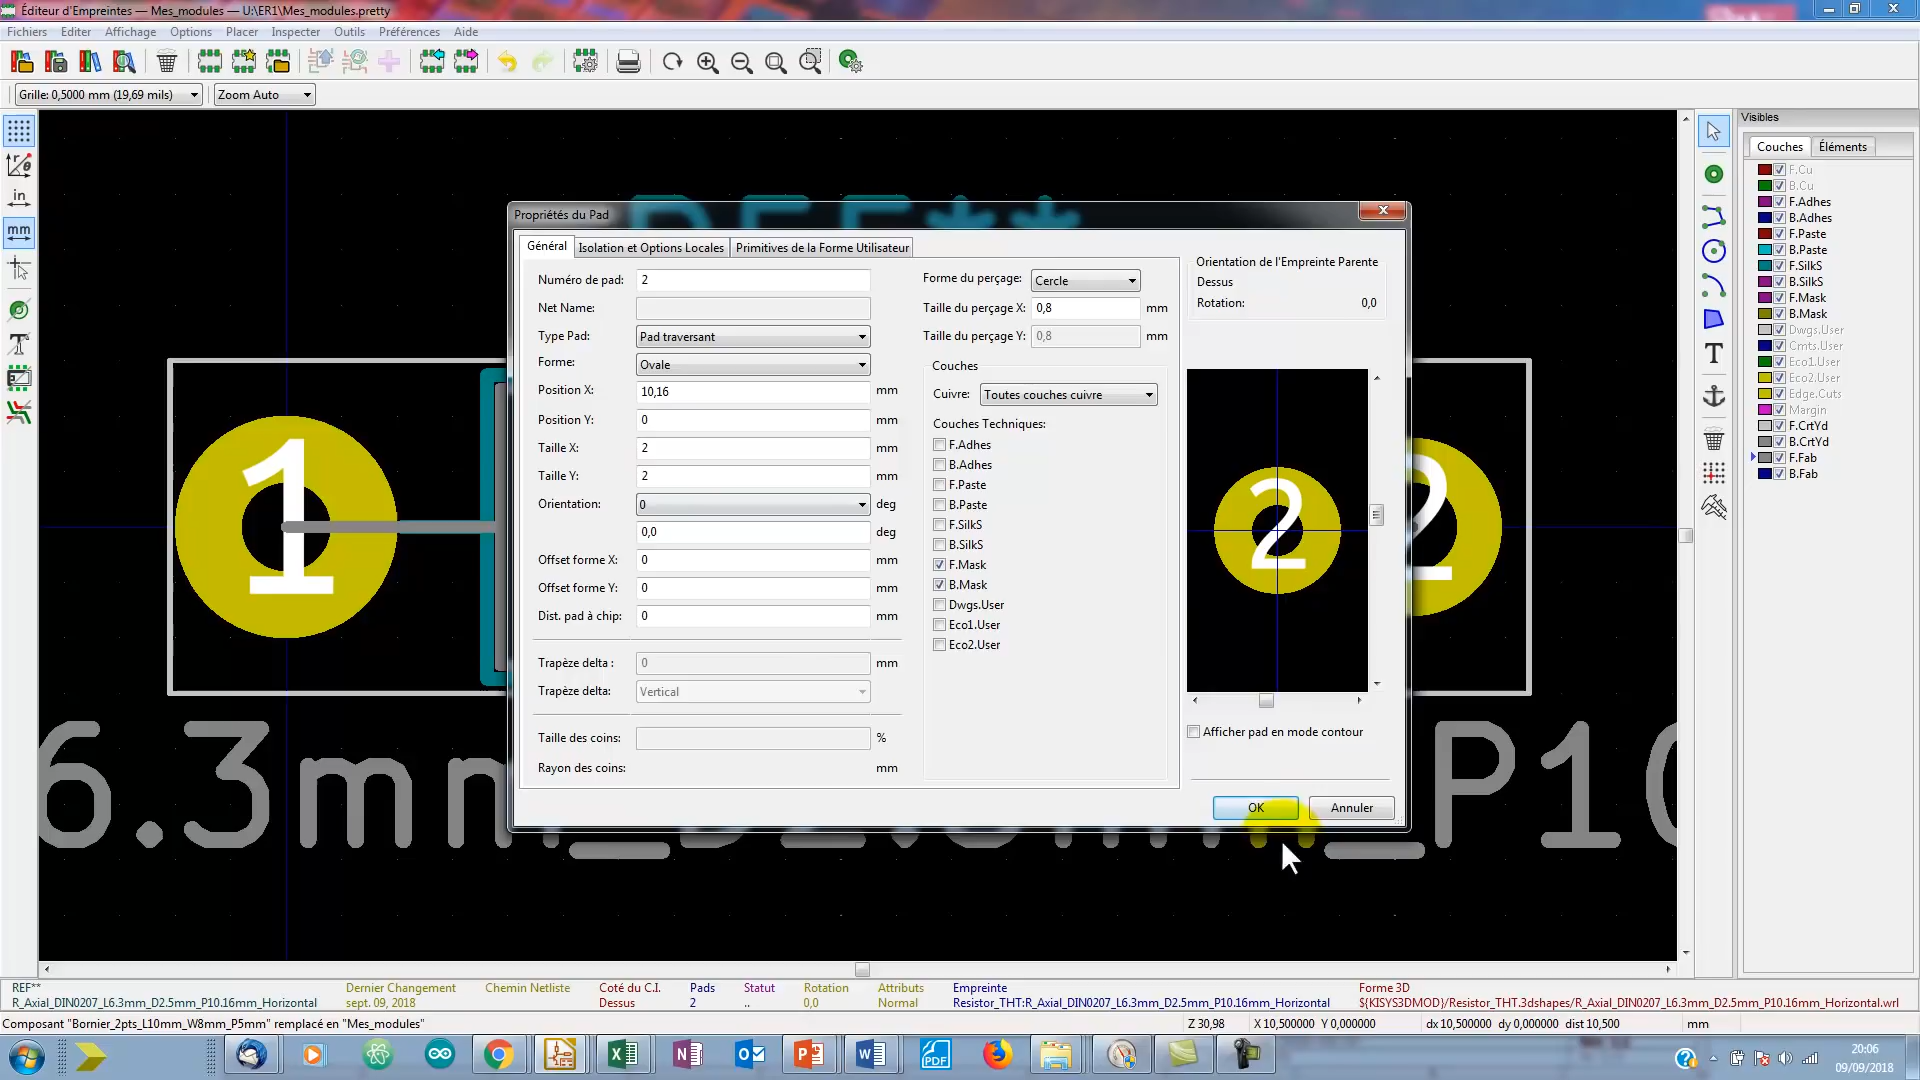 Éditeur d'Empreintes — Mes_modules — U:\ER1\Mes_modules.pretty
Fichiers Editer Affichage Options Placer Inspecter Outils Préférences Aide
Grille: 0,5000 mm (19,69 mils) Zoom Auto
in
mm
Visibles
Couches Éléments
F.Cu
B.Cu
F.Adhes
B.Adhes
F.Paste
B.Paste
F.SilkS
B.SilkS
F.Mask
B.Mask
Dwgs.User
Cmts.User
Eco1.User
Eco2.User
Edge.Cuts
Margin
F.CrtYd
B.CrtYd
F.Fab
B.Fab
Propriétés du Pad
Général Isolation et Options Locales Primitives de la Forme Utilisateur
Numéro de pad: 2
Net Name:
Type Pad: Pad traversant
Forme: Ovale
Position X: 10,16 mm
Position Y: 0 mm
Taille X: 2 mm
Taille Y: 2 mm
Orientation: 0 deg
0,0 deg
Offset forme X: 0 mm
Offset forme Y: 0 mm
Dist. pad à chip: 0 mm
Trapèze delta : 0 mm
Trapèze delta: Vertical
Taille des coins: %
Rayon des coins: mm
Forme du perçage: Cercle
Taille du perçage X: 0,8 mm
Taille du perçage Y: 0,8 mm
Couches
Cuivre: Toutes couches cuivre
Couches Techniques:
F.Adhes
B.Adhes
F.Paste
B.Paste
F.SilkS
B.SilkS
F.Mask
B.Mask
Dwgs.User
Eco1.User
Eco2.User
Orientation de l'Empreinte Parente
Dessus
Rotation: 0,0
2
Afficher pad en mode contour
OK Annuler
1
2
6.3mm_D2.5mm_P10
REF** Dernier Changement Chemin Netliste Coté du C.I. Pads Statut Rotation Attributs Empreinte Forme 3D
R_Axial_DIN0207_L6.3mm_D2.5mm_P10.16mm_Horizontal sept. 09, 2018 Dessus 2 .. 0,0 Normal Resistor_THT:R_Axial_DIN0207_L6.3mm_D2.5mm_P10.16mm_Horizontal ${KISYS3DMOD}/Resistor_THT.3dshapes/R_Axial_DIN0207_L6.3mm_D2.5mm_P10.16mm_Horizontal.wrl
Composant "Bornier_2pts_L10mm_W8mm_P5mm" remplacé en "Mes_modules" Z 30,98 X 10,500000 Y 0,000000 dx 10,500000 dy 0,000000 dist 10,500 mm
PDF
20:06
09/09/2018